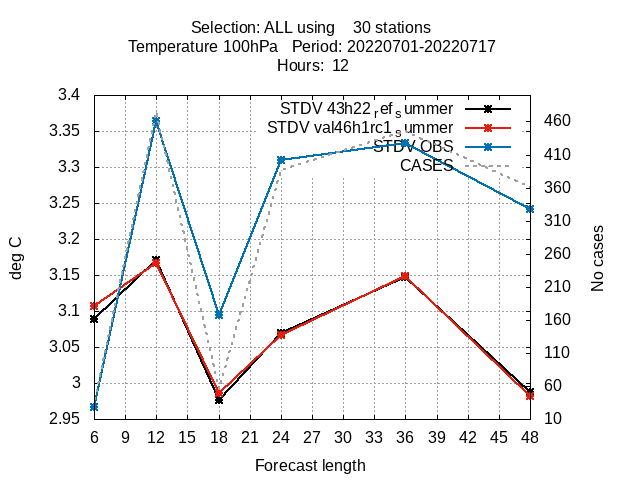 Selection: ALL using    30 stations
Temperature 100hPa   Period: 20220701-20220717
Hours:  12
3.4
3.35
3.3
3.25
3.2
3.15
3.1
3.05
3
2.95
deg C
STDV 43h22_ref_summer
STDV val46h1rc1_summer
STDV OBS
CASES
460
410
360
310
260
210
160
110
60
10
No cases
6 9 12 15 18 21 24 27 30 33 36 39 42 45 48
Forecast length